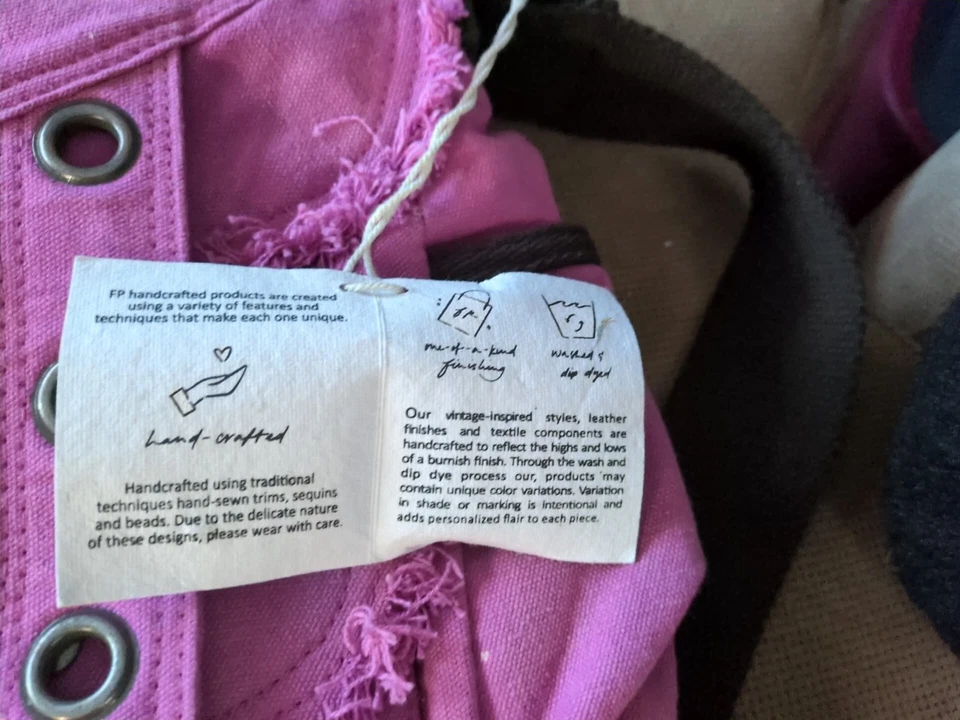 FP handcrafted products are created
using a variety of features and
techniques that make each one unique.
hand-crafted
Handcrafted using traditional
techniques hand-sewn trims, sequins
and beads. Due to the delicate nature
of these designs, please wear with care.
one-of-a-kind
finishing
washed &
dip dyed
Our vintage-inspired styles, leather
finishes and textile components are
handcrafted to reflect the highs and lows
of a burnish finish. Through the wash and
dip dye process our, products may
contain unique color variations. Variation
in shade or marking is intentional and
adds personalized flair to each piece.